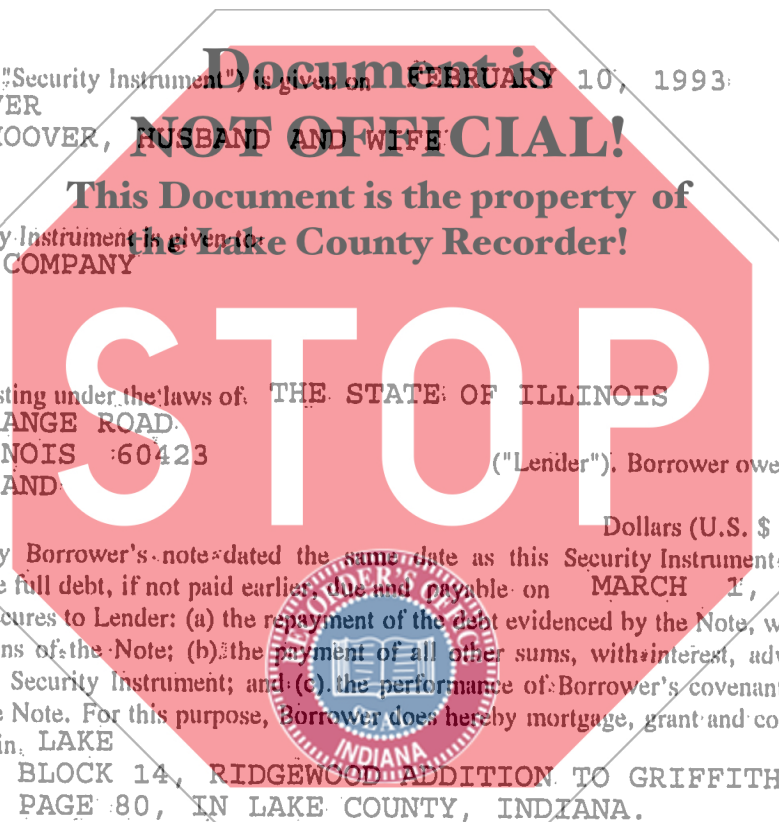 Document is
"Security Instrument") is given on FEBRUARY 10, 1993
VER
HOOVER, HUSBAND AND WIFE
NOT OFFICIAL!
This Document is the property of
y Instrument is given to
the Lake County Recorder!
COMPANY
STOP
sting under the laws of THE STATE OF ILLINOIS
ANGE ROAD
NOIS 60423
("Lender"). Borrower owe
AND
Dollars (U.S. $
y Borrower's note dated the same date as this Security Instrument
e full debt, if not paid earlier, due and payable on MARCH 1,
cures to Lender: (a) the repayment of the debt evidenced by the Note, w
ns of the Note; (b) the payment of all other sums, with interest, adv
Security Instrument; and (c) the performance of Borrower's covenan
e Note. For this purpose, Borrower does hereby mortgage, grant and co
in LAKE
RECORDER'S OFFICE
SEAL
INDIANA
BLOCK 14, RIDGEWOOD ADDITION TO GRIFFITH
PAGE 80, IN LAKE COUNTY, INDIANA.